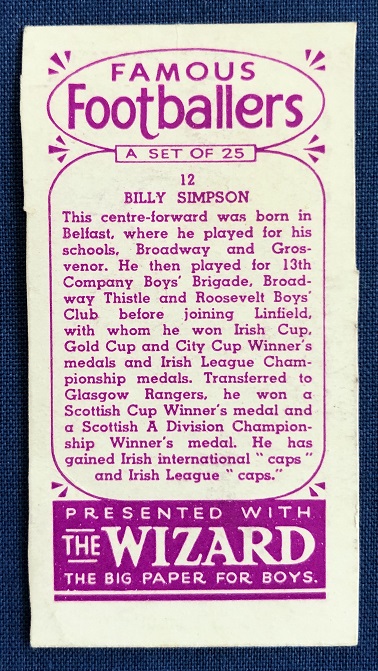 FAMOUS
Footballers
A SET OF 25
12
BILLY SIMPSON
This centre-forward was born in
Belfast, where he played for his
schools, Broadway and Gros-
venor. He then played for 13th
Company Boys' Brigade, Broad-
way Thistle and Roosevelt Boys'
Club before joining Linfield,
with whom he won Irish Cup,
Gold Cup and City Cup Winner's
medals and Irish League Cham-
pionship medals. Transferred to
Glasgow Rangers, he won a
Scottish Cup Winner's medal and
a Scottish A Division Champion-
ship Winner's medal. He has
gained Irish international "caps"
and Irish League "caps."
PRESENTED WITH
THE WIZARD
THE BIG PAPER FOR BOYS.